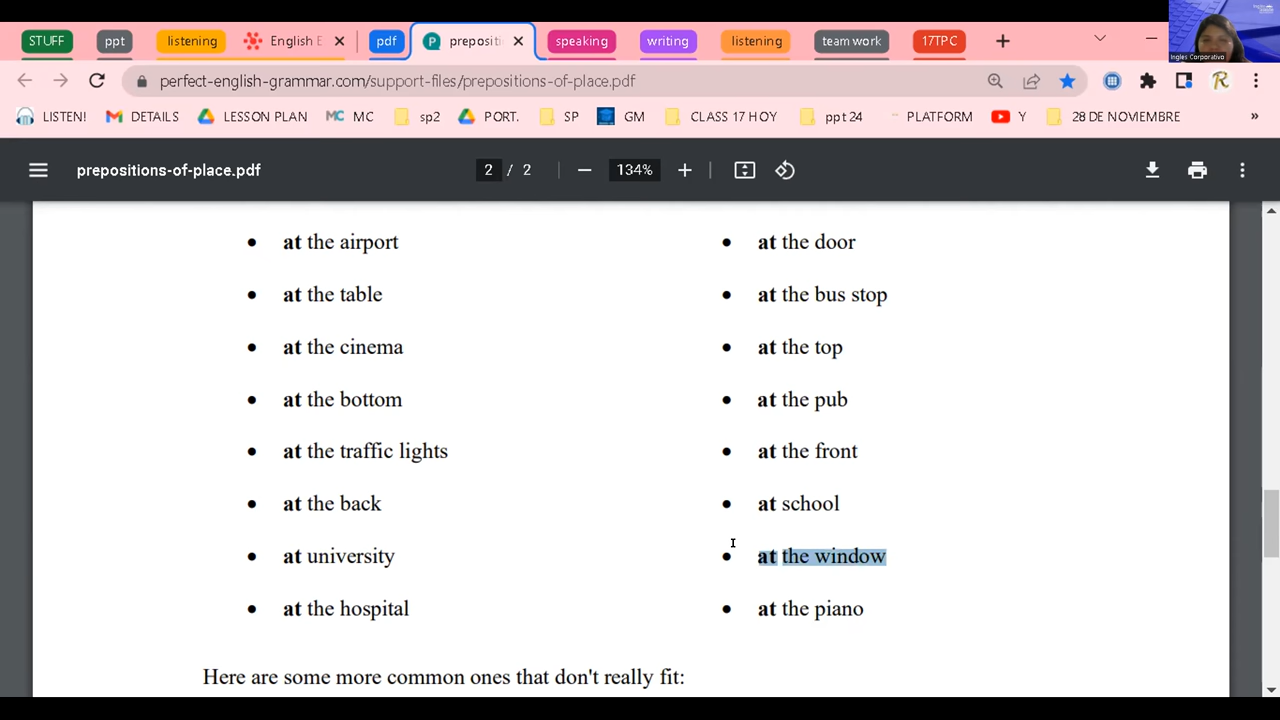 STUFF ppt listening English E pdf preposit speaking writing listening team work 17TPC
Ingles Corporativo
perfect-english-grammar.com/support-files/prepositions-of-place.pdf
LISTEN! DETAILS LESSON PLAN MC MC sp2 PORT. SP GM CLASS 17 HOY ppt 24 PLATFORM Y 28 DE NOVIEMBRE »
prepositions-of-place.pdf 2 / 2 134%
• at the airport
• at the table
• at the cinema
• at the bottom
• at the traffic lights
• at the back
• at university
• at the hospital
• at the door
• at the bus stop
• at the top
• at the pub
• at the front
• at school
• at the window
• at the piano
Here are some more common ones that don't really fit: